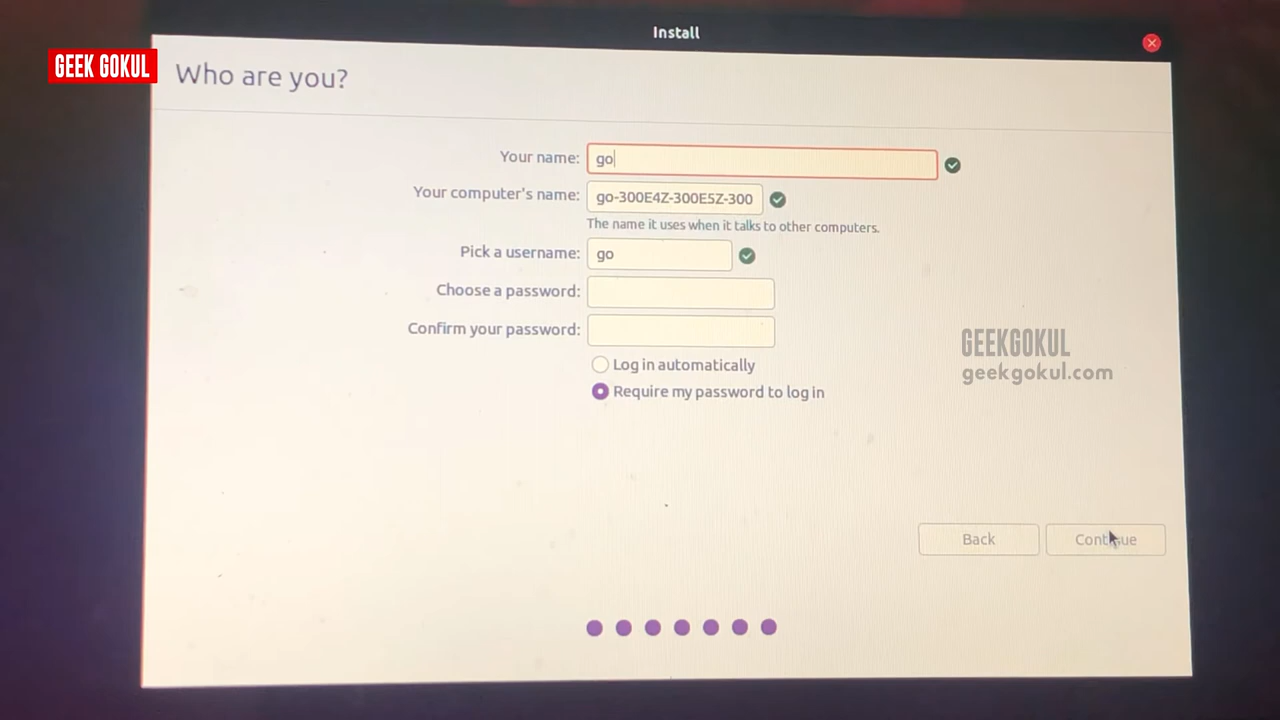 Install
GEEK GOKUL
Who are you?
Your name: go
Your computer's name: go-300E4Z-300E5Z-300
The name it uses when it talks to other computers.
Pick a username: go
Choose a password:
Confirm your password:
GEEKGOKUL
geekgokul.com
Log in automatically
Require my password to log in
Back
Continue